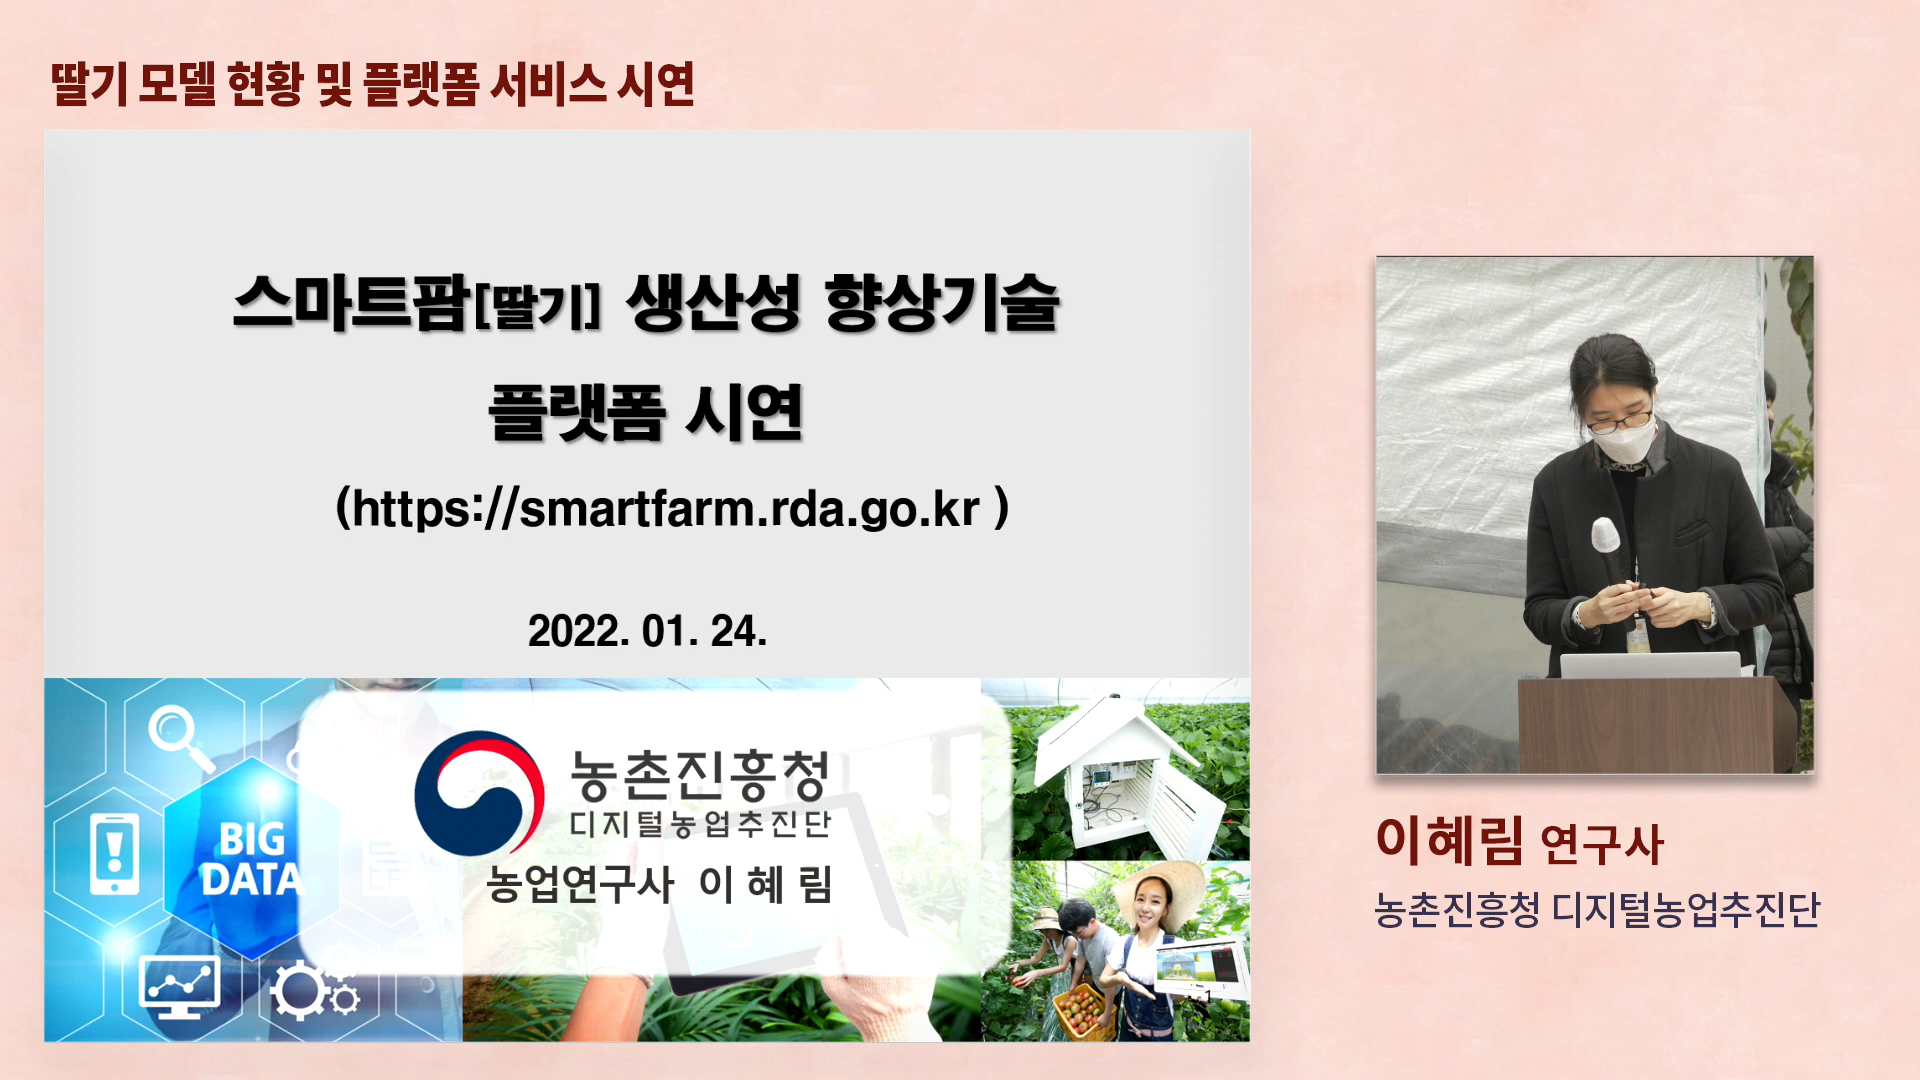 딸기 모델 현황 및 플랫폼 서비스 시연
스마트팜[딸기] 생산성 향상기술
플랫폼 시연
(https://smartfarm.rda.go.kr )
2022. 01. 24.
BIG
DATA
농촌진흥청
디지털농업추진단
농업연구사 이 혜 림
이혜림 연구사
농촌진흥청 디지털농업추진단